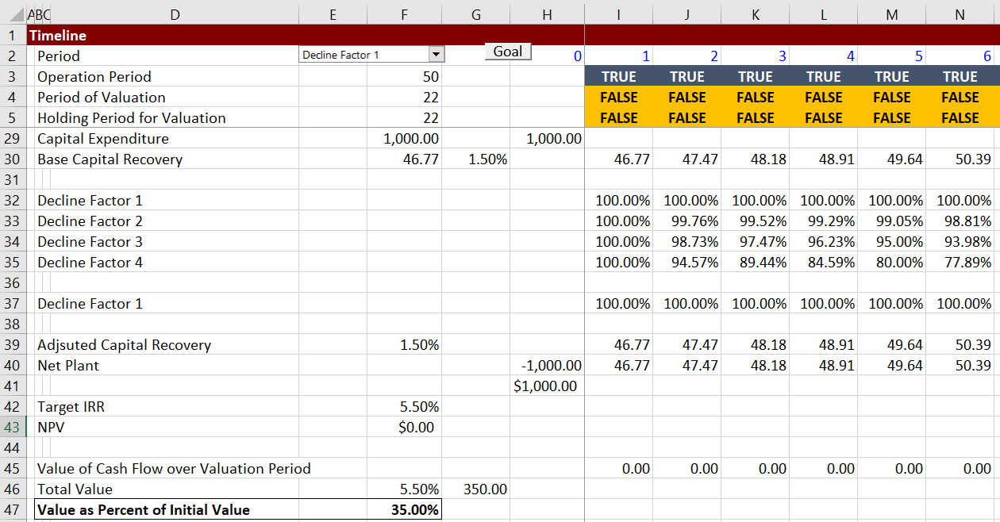 A B C D E F G H I J K L M N
1 Timeline
2 Period Decline Factor 1 Goal 0 1 2 3 4 5 6
3 Operation Period 50 TRUE TRUE TRUE TRUE TRUE TRUE
4 Period of Valuation 22 FALSE FALSE FALSE FALSE FALSE FALSE
5 Holding Period for Valuation 22 FALSE FALSE FALSE FALSE FALSE FALSE
29 Capital Expenditure 1,000.00 1,000.00
30 Base Capital Recovery 46.77 1.50% 46.77 47.47 48.18 48.91 49.64 50.39
31
32 Decline Factor 1 100.00% 100.00% 100.00% 100.00% 100.00% 100.00%
33 Decline Factor 2 100.00% 99.76% 99.52% 99.29% 99.05% 98.81%
34 Decline Factor 3 100.00% 98.73% 97.47% 96.23% 95.00% 93.98%
35 Decline Factor 4 100.00% 94.57% 89.44% 84.59% 80.00% 77.89%
36
37 Decline Factor 1 100.00% 100.00% 100.00% 100.00% 100.00% 100.00%
38
39 Adjsuted Capital Recovery 1.50% 46.77 47.47 48.18 48.91 49.64 50.39
40 Net Plant -1,000.00 46.77 47.47 48.18 48.91 49.64 50.39
41 $1,000.00
42 Target IRR 5.50%
43 NPV $0.00
44
45 Value of Cash Flow over Valuation Period 0.00 0.00 0.00 0.00 0.00 0.00
46 Total Value 5.50% 350.00
47 Value as Percent of Initial Value 35.00%